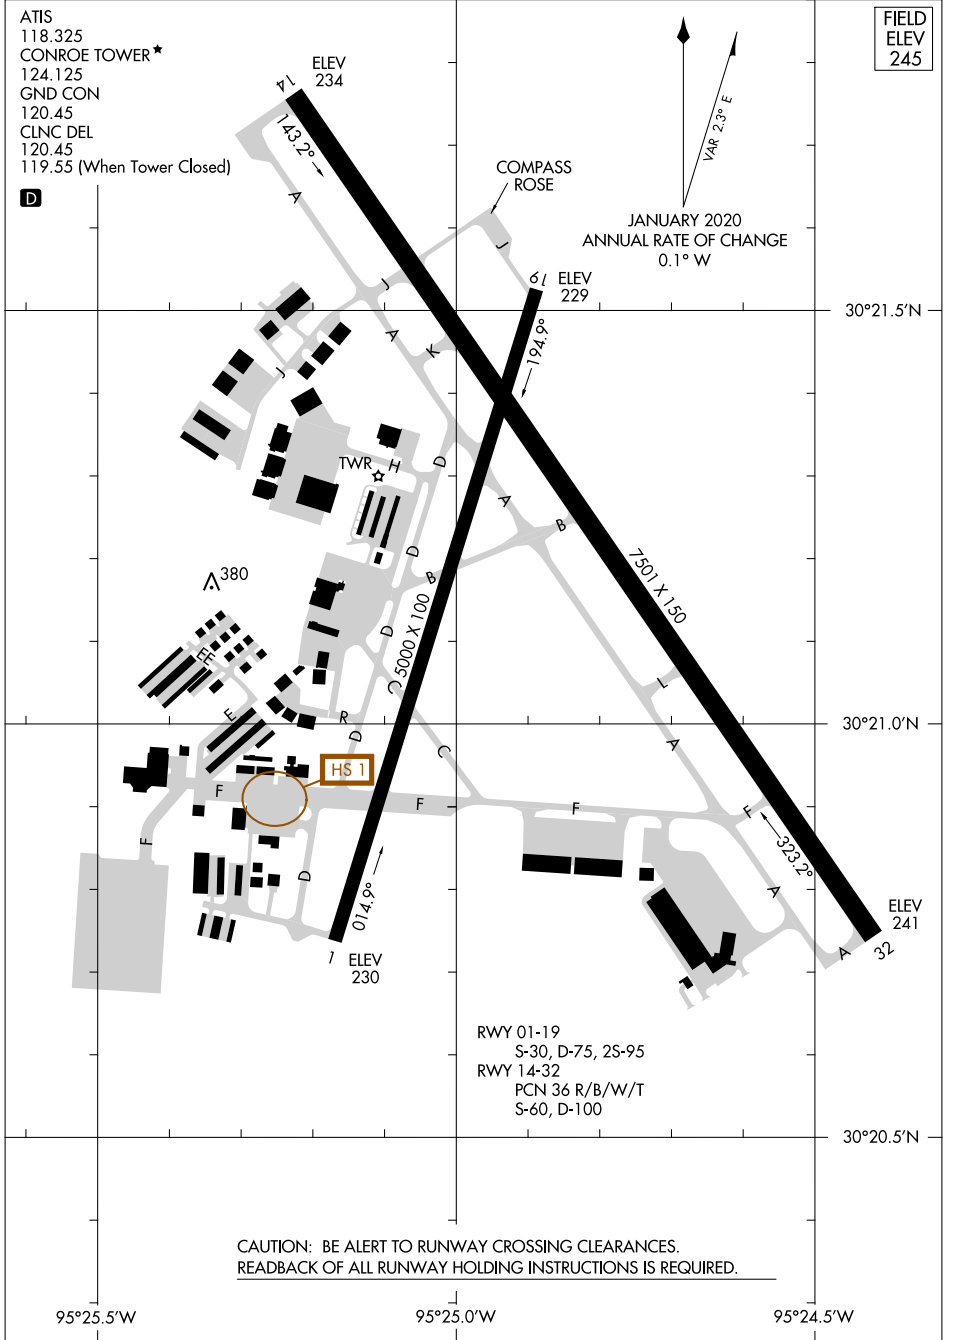 ATIS
118.325
CONROE TOWER★
124.125
GND CON
120.45
CLNC DEL
120.45
119.55 (When Tower Closed)
D
FIELD
ELEV
245
VAR 2.3° E
JANUARY 2020
ANNUAL RATE OF CHANGE
0.1° W
14
ELEV
234
143.2°
A
COMPASS
ROSE
J
19
ELEV
229
194.9°
J
30°21.5'N
A
K
J
TWR
H
D
A
B
D
B
380
7501 X 150
D
5000 X 100
EE
C
L
E
R
D
30°21.0'N
A
C
HS 1
F
F
F
F
323.2°
F
D
A
014.9°
ELEV
241
A
32
1
ELEV
230
RWY 01-19
S-30, D-75, 2S-95
RWY 14-32
PCN 36 R/B/W/T
S-60, D-100
30°20.5'N
CAUTION: BE ALERT TO RUNWAY CROSSING CLEARANCES.
READBACK OF ALL RUNWAY HOLDING INSTRUCTIONS IS REQUIRED.
95°25.5'W
95°25.0'W
95°24.5'W